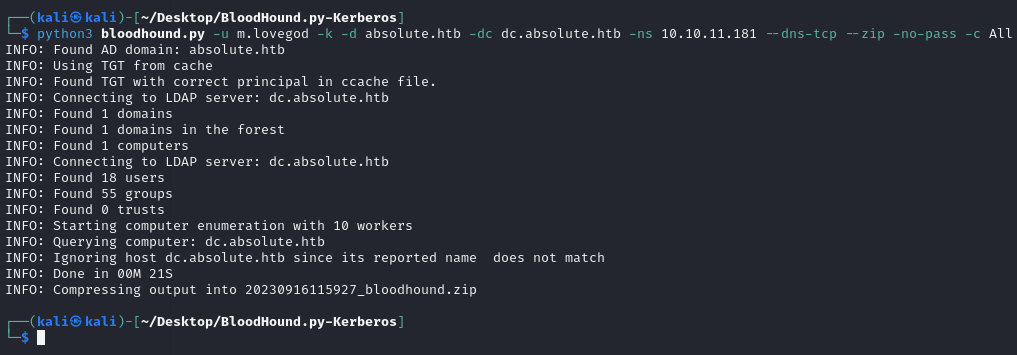 ┌──(kali㉿kali)-[~/Desktop/BloodHound.py-Kerberos]
└─$ python3 bloodhound.py -u m.lovegod -k -d absolute.htb -dc dc.absolute.htb -ns 10.10.11.181 --dns-tcp --zip -no-pass -c All
INFO: Found AD domain: absolute.htb
INFO: Using TGT from cache
INFO: Found TGT with correct principal in ccache file.
INFO: Connecting to LDAP server: dc.absolute.htb
INFO: Found 1 domains
INFO: Found 1 domains in the forest
INFO: Found 1 computers
INFO: Connecting to LDAP server: dc.absolute.htb
INFO: Found 18 users
INFO: Found 55 groups
INFO: Found 0 trusts
INFO: Starting computer enumeration with 10 workers
INFO: Querying computer: dc.absolute.htb
INFO: Ignoring host dc.absolute.htb since its reported name  does not match
INFO: Done in 00M 21S
INFO: Compressing output into 20230916115927_bloodhound.zip
┌──(kali㉿kali)-[~/Desktop/BloodHound.py-Kerberos]
└─$